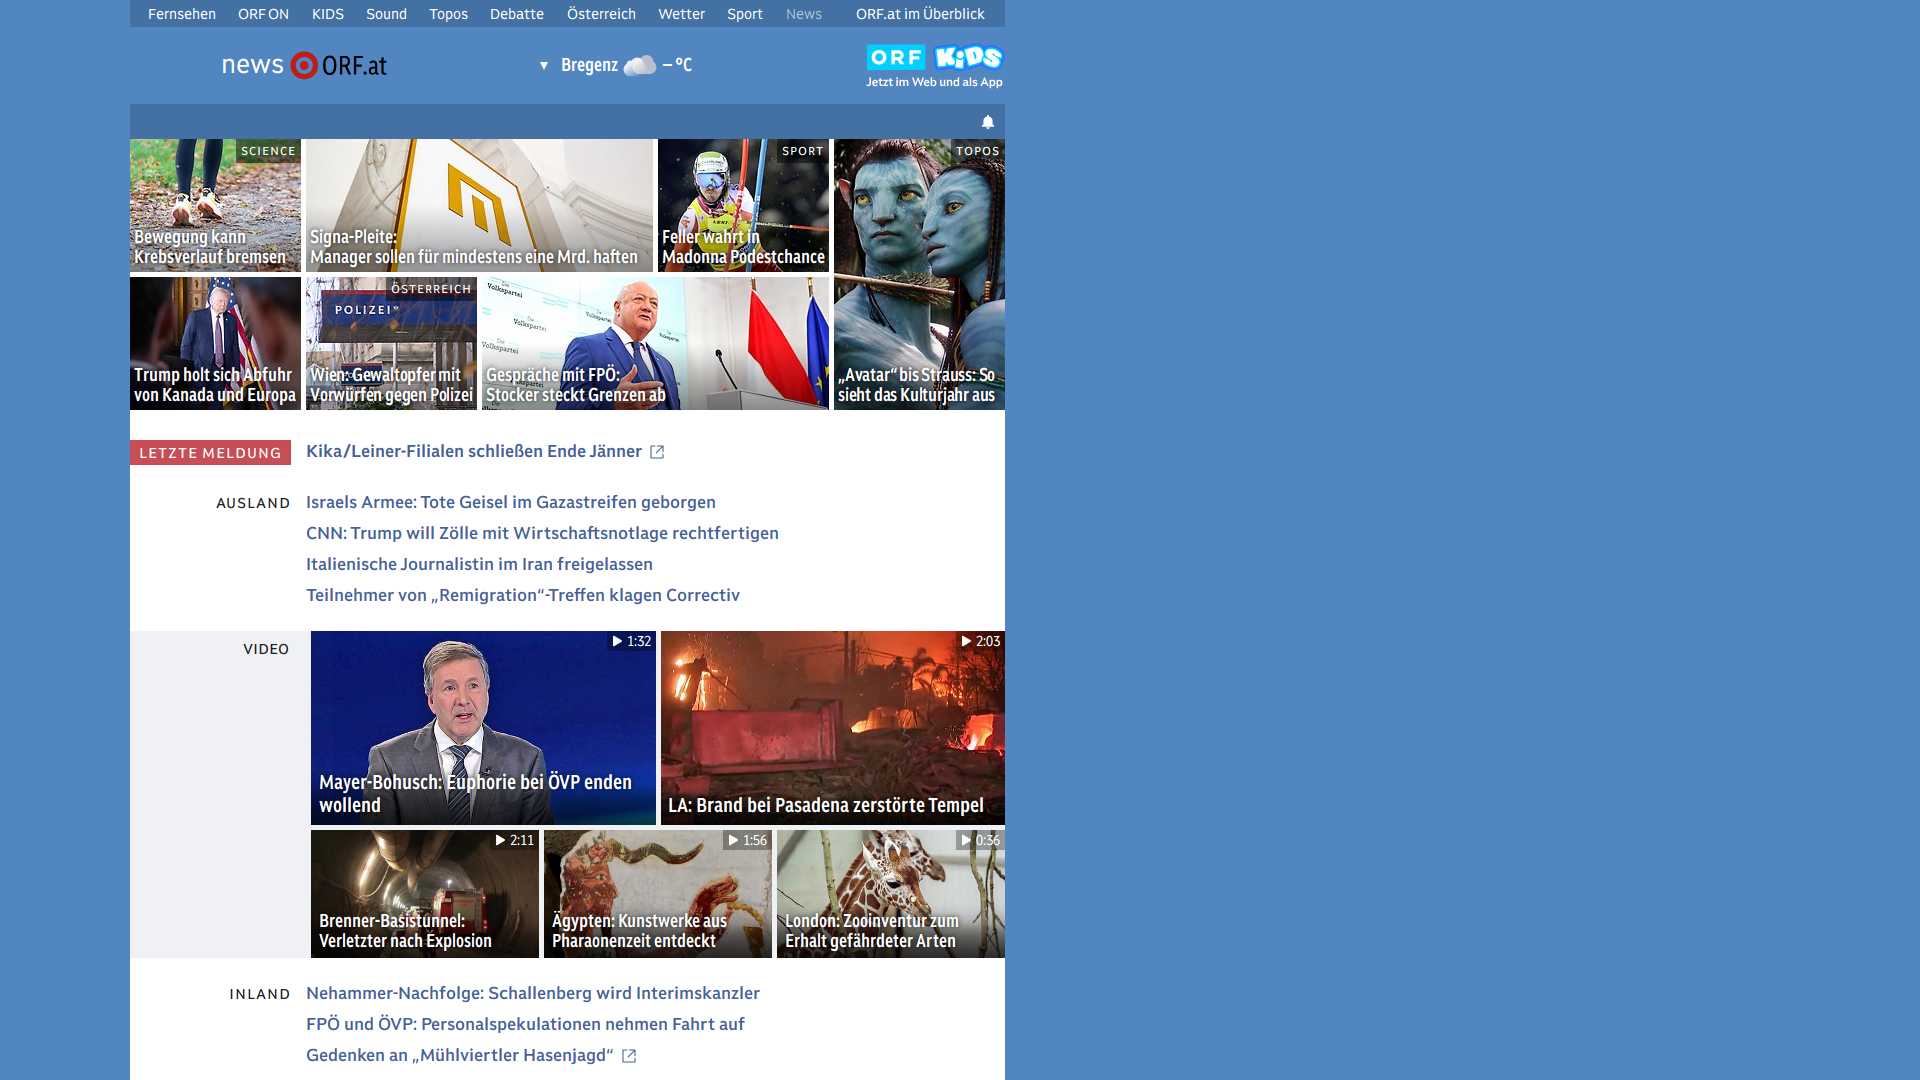 Fernsehen ORF ON KIDS Sound Topos Debatte Österreich Wetter Sport News ORF.at im Überblick
news ORF.at
Bregenz – °C
ORF KiDS
Jetzt im Web und als App
SCIENCE
Bewegung kann
Krebsverlauf bremsen
Signa-Pleite:
Manager sollen für mindestens eine Mrd. haften
SPORT
Feller wahrt in
Madonna Podestchance
TOPOS
„Avatar“ bis Strauss: So
sieht das Kulturjahr aus
Trump holt sich Abfuhr
von Kanada und Europa
ÖSTERREICH
POLIZEI
Wien: Gewaltopfer mit
Vorwürfen gegen Polizei
Die
Volkspartei
Die
Volkspartei
Die
Volkspartei
Gespräche mit FPÖ:
Stocker steckt Grenzen ab
LETZTE MELDUNG
Kika/Leiner-Filialen schließen Ende Jänner
AUSLAND
Israels Armee: Tote Geisel im Gazastreifen geborgen
CNN: Trump will Zölle mit Wirtschaftsnotlage rechtfertigen
Italienische Journalistin im Iran freigelassen
Teilnehmer von „Remigration“-Treffen klagen Correctiv
VIDEO
1:32
Mayer-Bohusch: Euphorie bei ÖVP enden
wollend
2:03
LA: Brand bei Pasadena zerstörte Tempel
2:11
Brenner-Basistunnel:
Verletzter nach Explosion
1:56
Ägypten: Kunstwerke aus
Pharaonenzeit entdeckt
0:36
London: Zooinventur zum
Erhalt gefährdeter Arten
INLAND
Nehammer-Nachfolge: Schallenberg wird Interimskanzler
FPÖ und ÖVP: Personalspekulationen nehmen Fahrt auf
Gedenken an „Mühlviertler Hasenjagd“